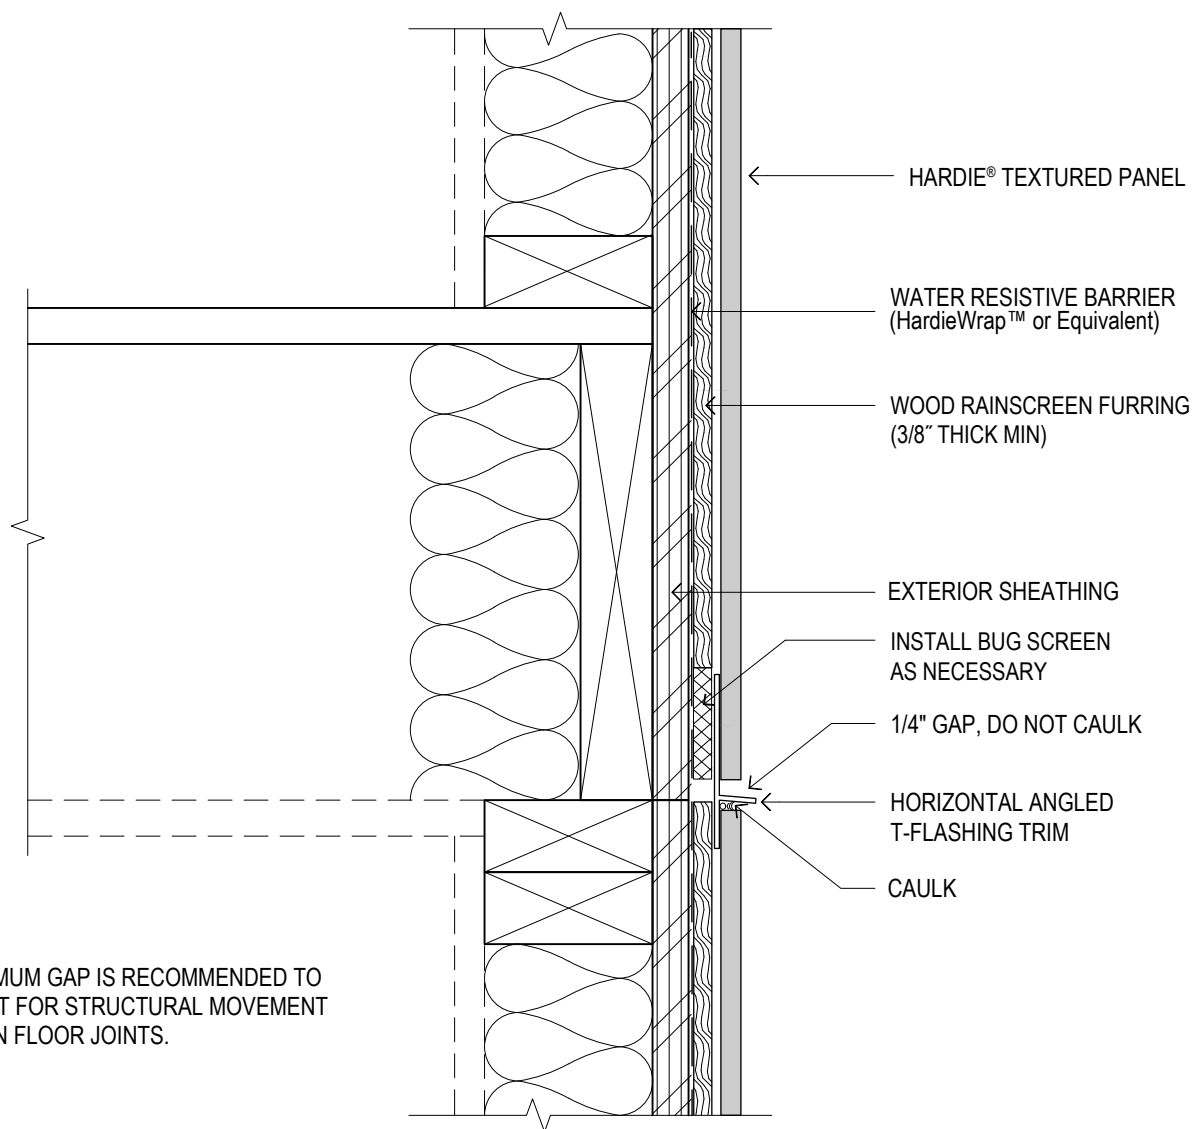 HARDIE® TEXTURED PANEL
WATER RESISTIVE BARRIER
(HardieWrap™ or Equivalent)
WOOD RAINSCREEN FURRING
(3/8˝ THICK MIN)
EXTERIOR SHEATHING
INSTALL BUG SCREEN
AS NECESSARY
1/4" GAP, DO NOT CAULK
HORIZONTAL ANGLED
T-FLASHING TRIM
CAULK
GAP IS RECOMMENDED TO
FOR STRUCTURAL MOVEMENT
FLOOR JOINTS.